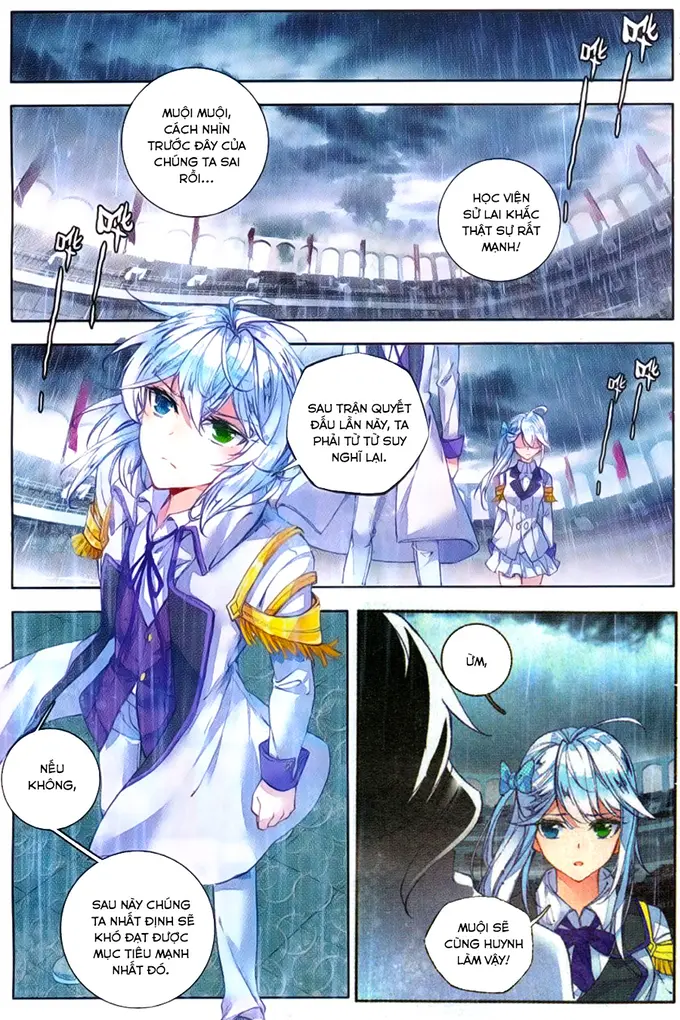 MUỘI MUỘI,
CÁCH NHÌN
TRƯỚC ĐÂY CỦA
CHÚNG TA SAI
RỒI...
HỌC VIỆN
SỬ LAI KHẮC
THẬT SỰ RẤT
MẠNH!
SAU TRẬN QUYẾT
ĐẤU LẦN NÀY, TA
PHẢI TỪ TỪ SUY
NGHĨ LẠI.
NẾU
KHÔNG,
SAU NÀY CHÚNG
TA NHẤT ĐỊNH SẼ
KHÓ ĐẠT ĐƯỢC
MỤC TIÊU MẠNH
NHẤT ĐÓ.
ỪM,
MUỘI SẼ
CÙNG HUYNH
LÀM VẬY!